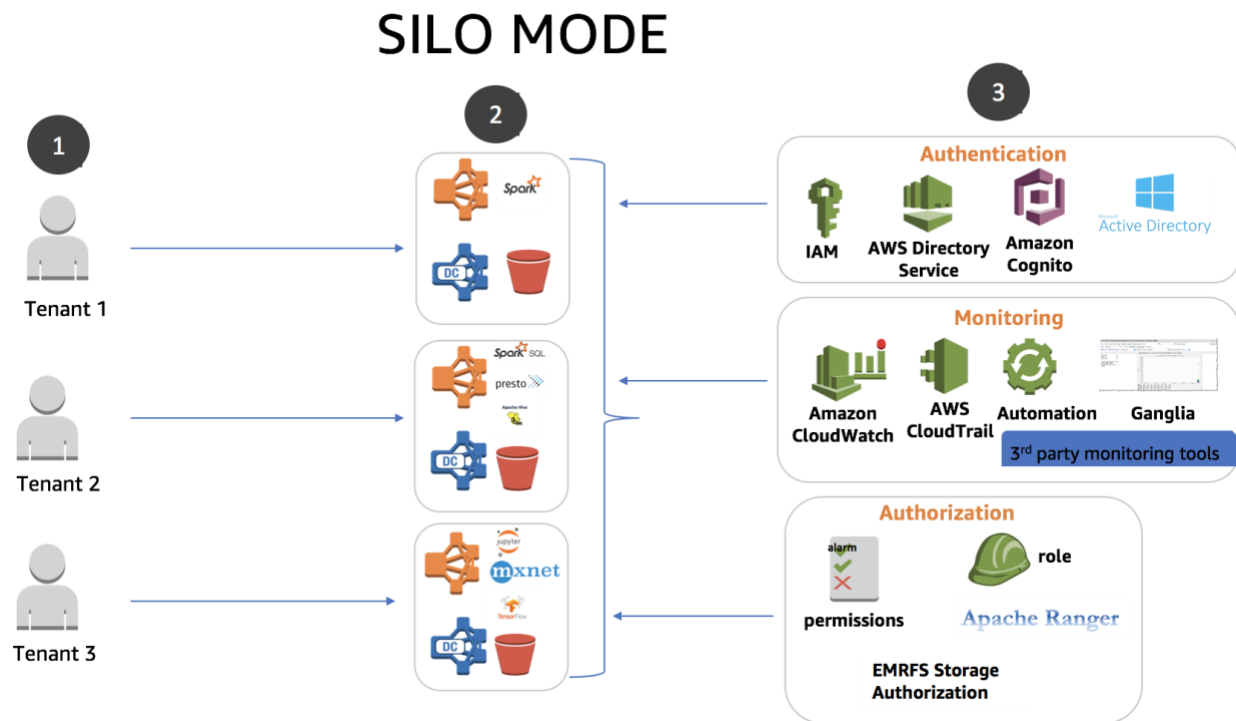 SILO MODE
1
2
3
Tenant 1
Tenant 2
Tenant 3
Spark
DC
Spark SQL
presto
Apache Hive
DC
jupyter
mxnet
TensorFlow
DC
Authentication
IAM
AWS Directory
Service
Amazon
Cognito
Microsoft
Active Directory
Monitoring
Amazon
CloudWatch
AWS
CloudTrail
Automation
Ganglia
3rd party monitoring tools
Authorization
alarm
permissions
role
Apache Ranger
EMRFS Storage
Authorization